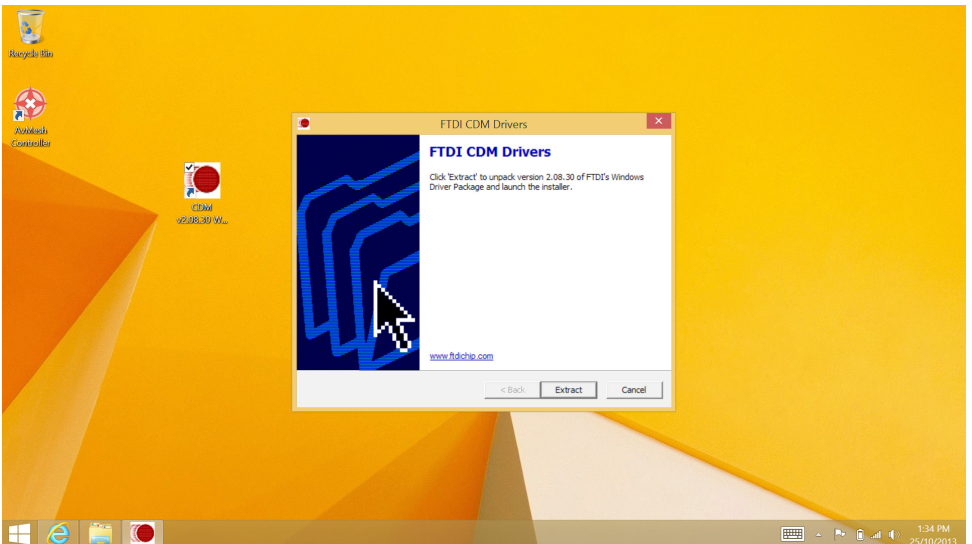 Recycle Bin
AvMesh
Controller
CDM
v2.08.30 W...
FTDI CDM Drivers
FTDI CDM Drivers
Click 'Extract' to unpack version 2.08.30 of FTDI's Windows
Driver Package and launch the installer.
www.ftdichip.com
< Back
Extract
Cancel
1:34 PM
25/10/2013